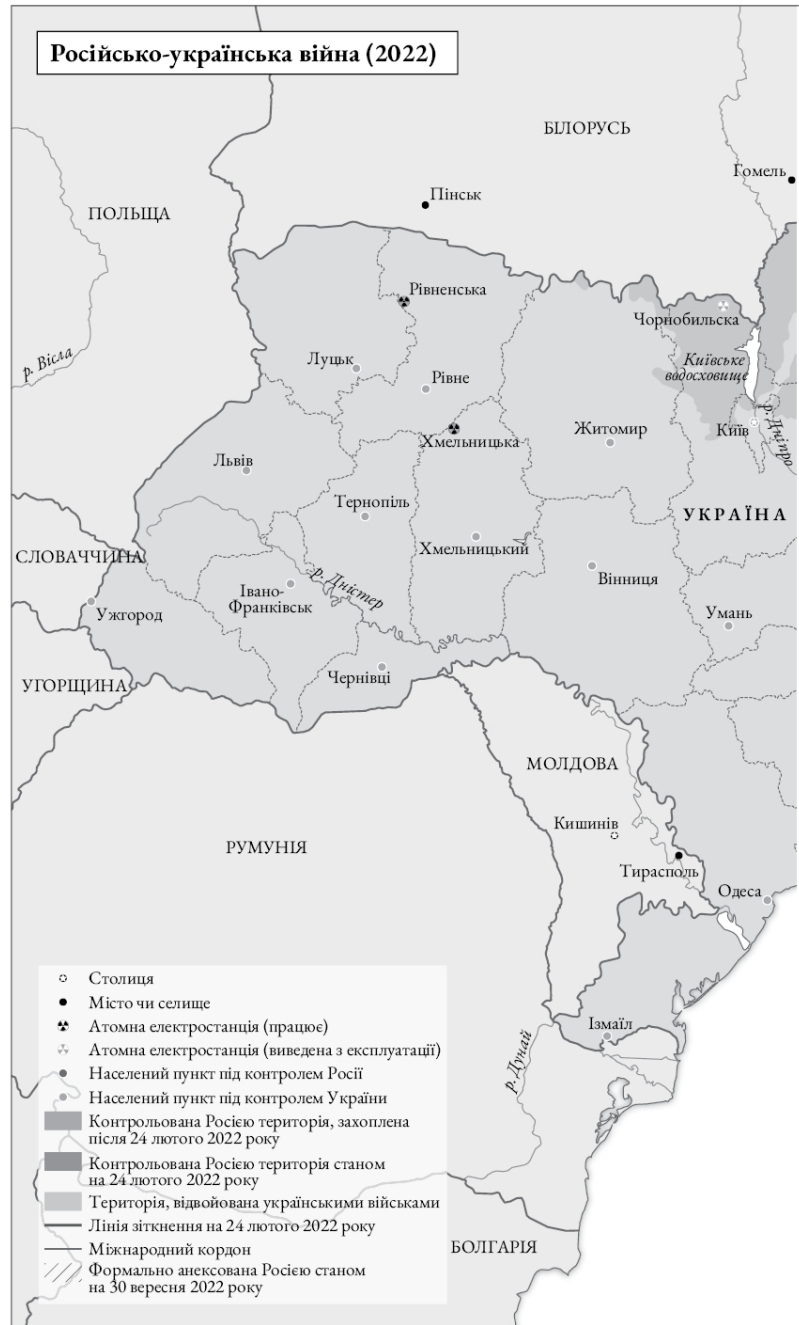 Російсько-українська війна (2022)
БІЛОРУСЬ
Гомель
Пінськ
ПОЛЬЩА
Рівненська
Чорнобильска
р. Вісла
Луцьк
Київське
водосховище
Рівне
р. Дніпро
Хмельницька
Житомир
Київ
Львів
Тернопіль
УКРАЇНА
СЛОВАЧЧИНА
Хмельницький
р. Дністер
Вінниця
Івано-
Франківськ
Ужгород
Умань
Чернівці
УГОРЩИНА
МОЛДОВА
Кишинів
РУМУНІЯ
Тирасполь
Одеса
Ізмаїл
р. Дунай
БОЛГАРІЯ
Столиця
Місто чи селище
Атомна електростанція (працює)
Атомна електростанція (виведена з експлуатації)
Населений пункт під контролем Росії
Населений пункт під контролем України
Контрольована Росією територія, захоплена
після 24 лютого 2022 року
Контрольована Росією територія станом
на 24 лютого 2022 року
Територія, відвойована українськими військами
Лінія зіткнення на 24 лютого 2022 року
Міжнародний кордон
Формально анексована Росією станом
на 30 вересня 2022 року